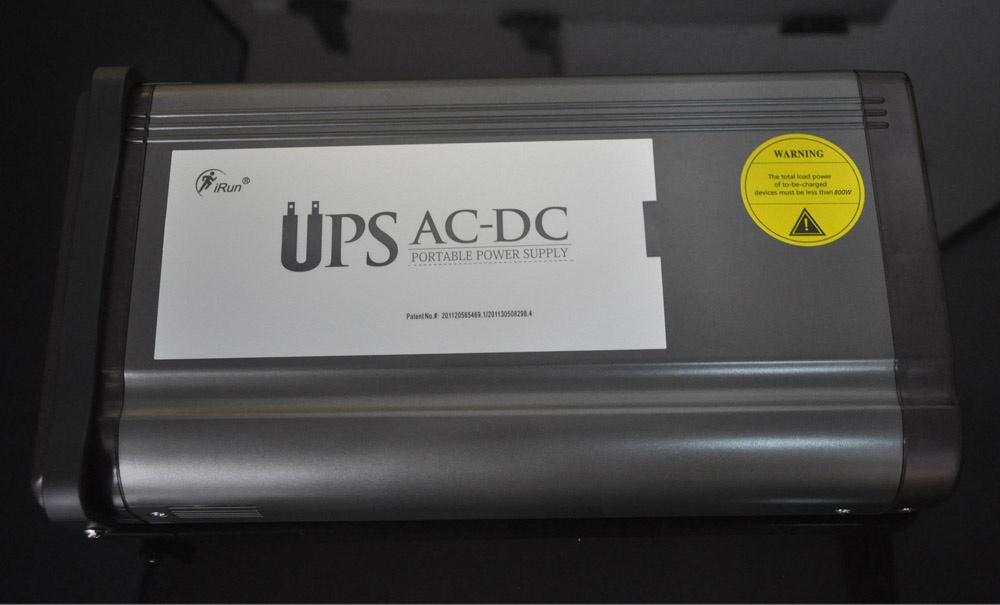 iRun®
UPS AC-DC
PORTABLE POWER SUPPLY
Patent No.#: 201120565469.1/201130508298.4
WARNING
The total load power
of to-be-charged
devices must be less than 800W